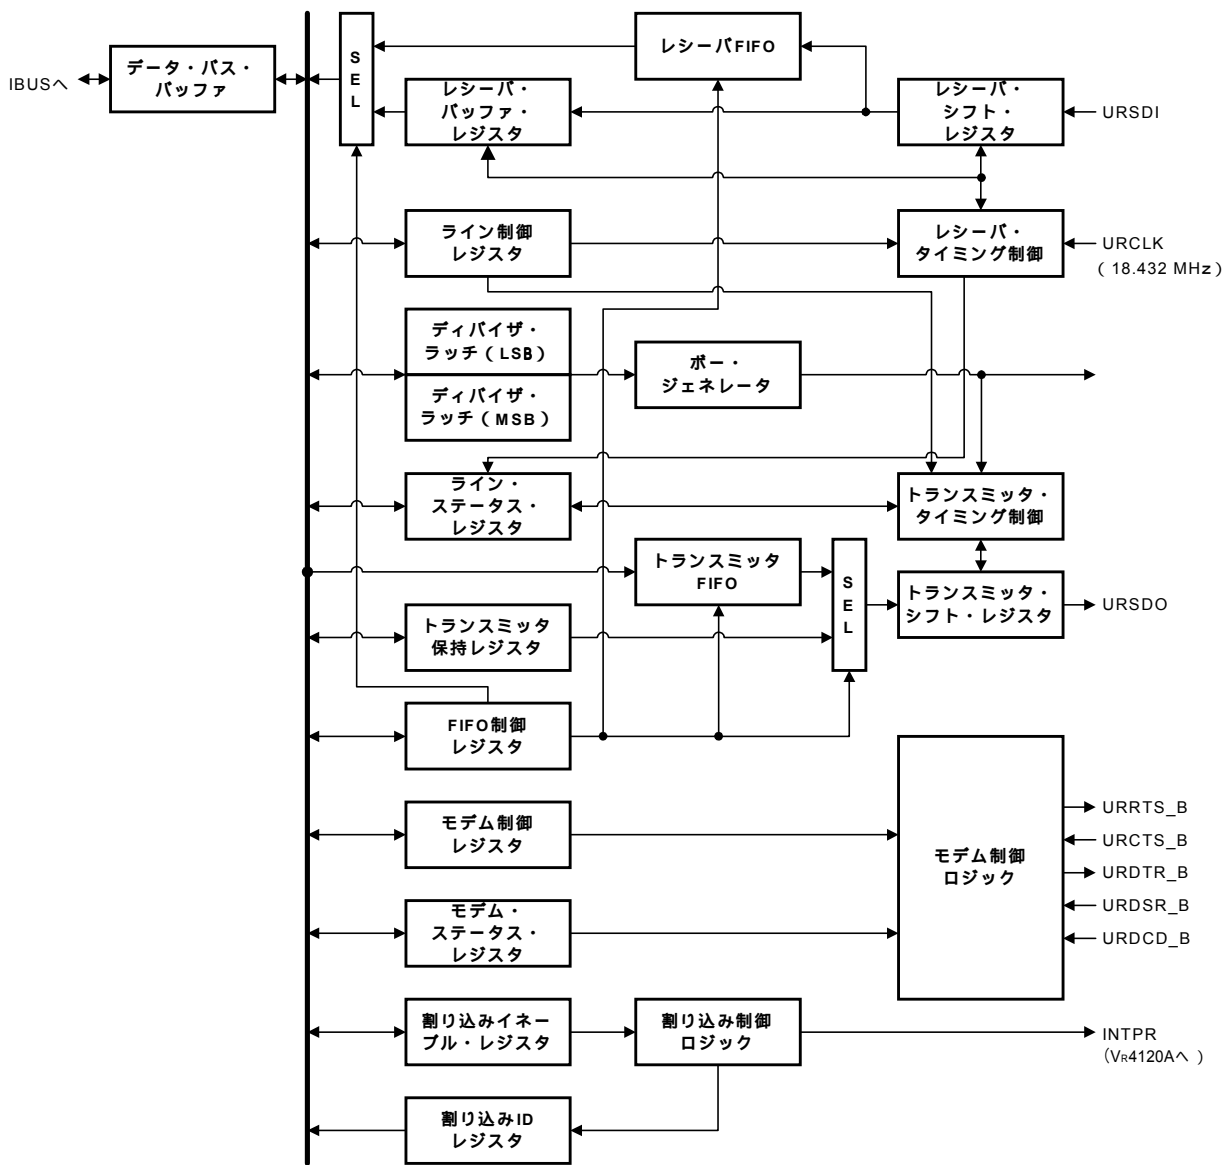 IBUSへ
データ・バス・
バッファ
SEL
レシーバFIFO
レシーバ・
バッファ・
レジスタ
レシーバ・
シフト・
レジスタ
URSDI
ライン制御
レジスタ
レシーバ・
タイミング制御
URCLK
（18.432 MHz）
ディバイザ・
ラッチ（LSB）
ディバイザ・
ラッチ（MSB）
ボー・
ジェネレータ
ライン・
ステータス・
レジスタ
トランスミッタ・
タイミング制御
トランスミッタ
FIFO
SEL
トランスミッタ・
シフト・レジスタ
URSDO
トランスミッタ
保持レジスタ
FIFO制御
レジスタ
モデム制御
レジスタ
モデム制御
ロジック
URRTS_B
URCTS_B
URDTR_B
URDSR_B
URDCD_B
モデム・
ステータス・
レジスタ
割り込みイネー
ブル・レジスタ
割り込み制御
ロジック
INTPR
（VR4120Aへ）
割り込みID
レジスタ